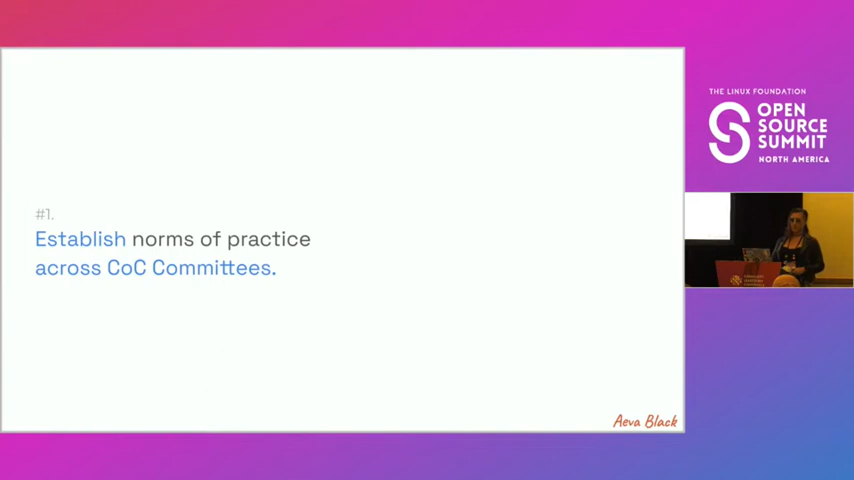 #1.
Establish norms of practice
across CoC Committees.
Aeva Black
THE LINUX FOUNDATION
OPEN
SOURCE
SUMMIT
NORTH AMERICA